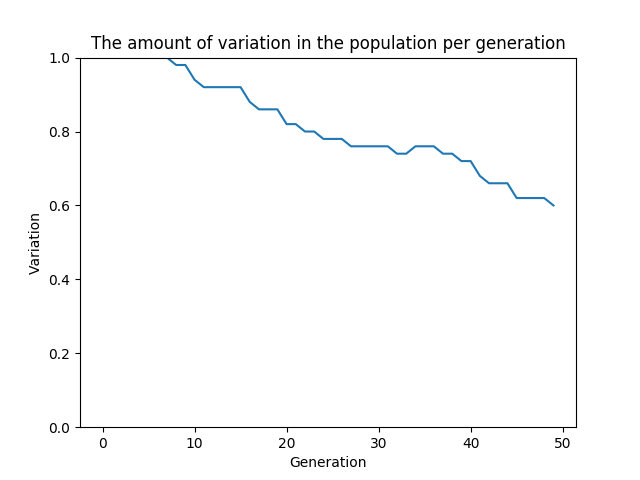 The amount of variation in the population per generation
1.0
0.8
0.6
0.4
0.2
0.0
Variation
0 10 20 30 40 50
Generation